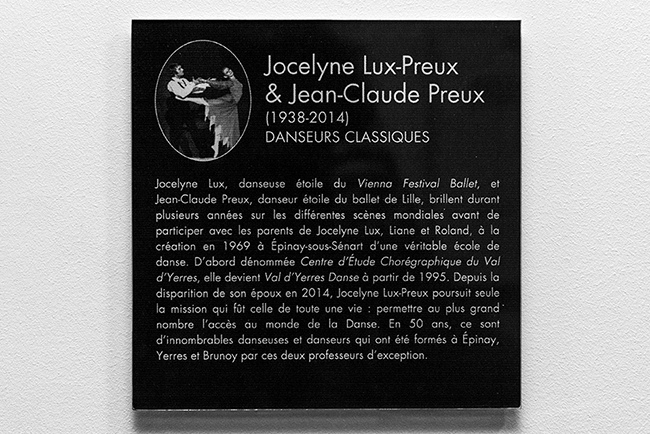 Jocelyne Lux-Preux
& Jean-Claude Preux
(1938-2014)
DANSEURS CLASSIQUES
Jocelyne Lux, danseuse étoile du Vienna Festival Ballet, et
Jean-Claude Preux, danseur étoile du ballet de Lille, brillent durant
plusieurs années sur les différentes scènes mondiales avant de
participer avec les parents de Jocelyne Lux, Liane et Roland, à la
création en 1969 à Épinay-sous-Sénart d'une véritable école de
danse. D'abord dénommée Centre d'Étude Chorégraphique du Val
d'Yerres, elle devient Val d'Yerres Danse à partir de 1995. Depuis la
disparition de son époux en 2014, Jocelyne Lux-Preux poursuit seule
la mission qui fût celle de toute une vie : permettre au plus grand
nombre l'accès au monde de la Danse. En 50 ans, ce sont
d'innombrables danseuses et danseurs qui ont été formés à Épinay,
Yerres et Brunoy par ces deux professeurs d'exception.